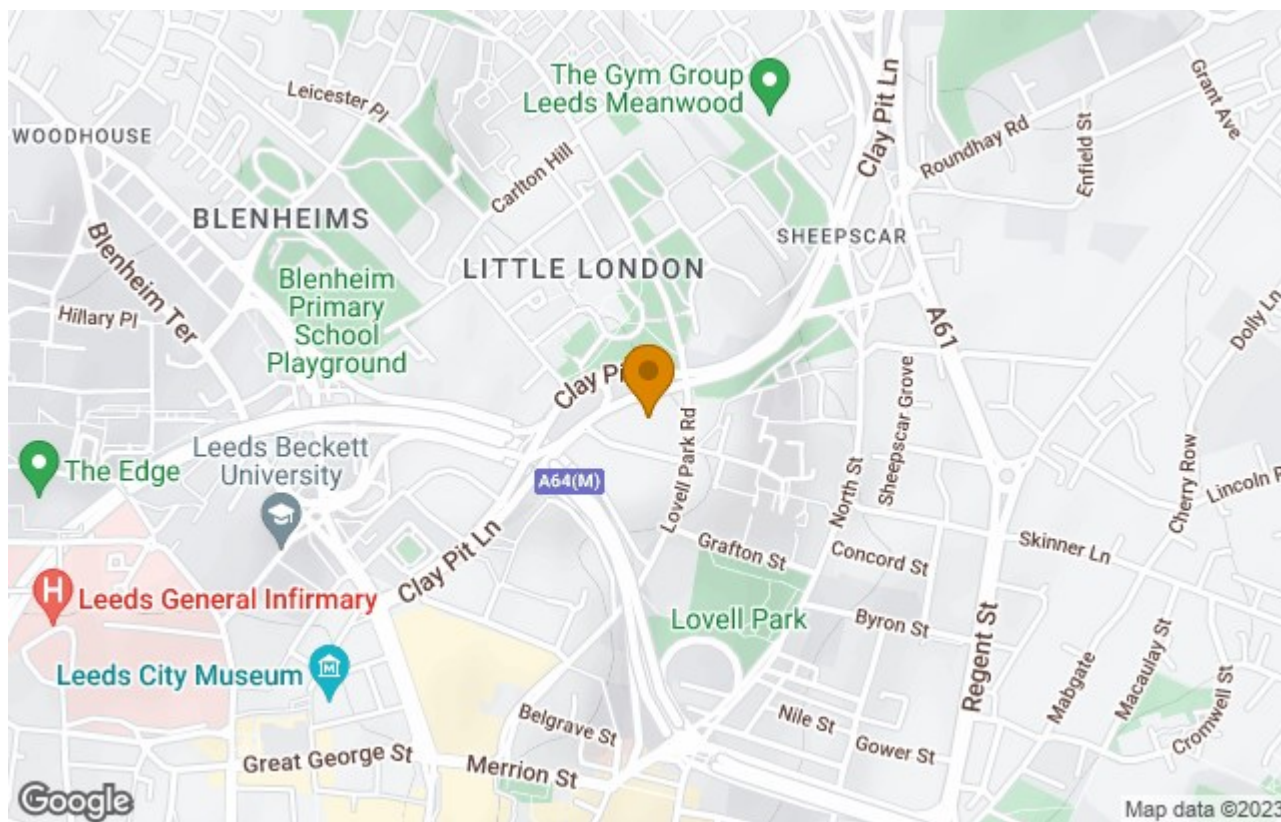 The Gym Group
Leeds Meanwood
Clay Pit Ln
Grant Ave
Leicester Pl
WOODHOUSE
Enfield St
Roundhay Rd
Carlton Hill
BLENHEIMS
SHEEPSCAR
LITTLE LONDON
Blenheim Ter
Blenheim
Primary
School
Playground
Hillary Pl
A61
Dolly Ln
Clay Pi
Sheepscar Grove
Leeds Beckett
University
The Edge
A64(M)
Lovell Park Rd
North St
Cherry Row
Lincoln R
Skinner Ln
Grafton St
Concord St
Clay Pit Ln
Leeds General Infirmary
H
Lovell Park
Byron St
Regent St
Mabgate
Macaulay St
Cromwell St
Leeds City Museum
M
Belgrave St
Nile St
Gower St
Great George St
Merrion St
Google
Map data ©2023